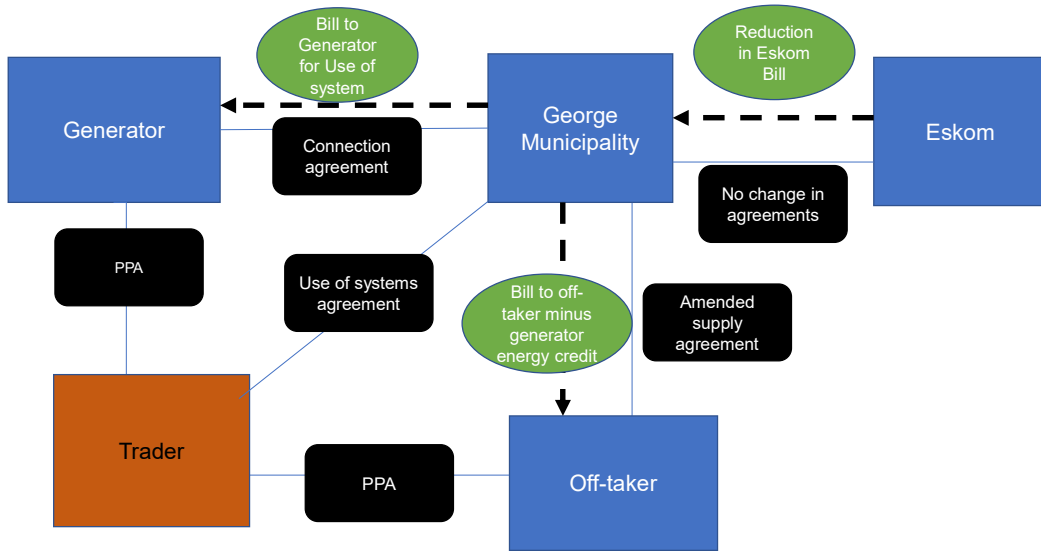 Bill to
Generator
for Use of
system
Reduction
in Eskom
Bill
Generator
George
Municipality
Eskom
Connection
agreement
No change in
agreements
PPA
Use of systems
agreement
Bill to off-
taker minus
generator
energy credit
Amended
supply
agreement
Trader
PPA
Off-taker